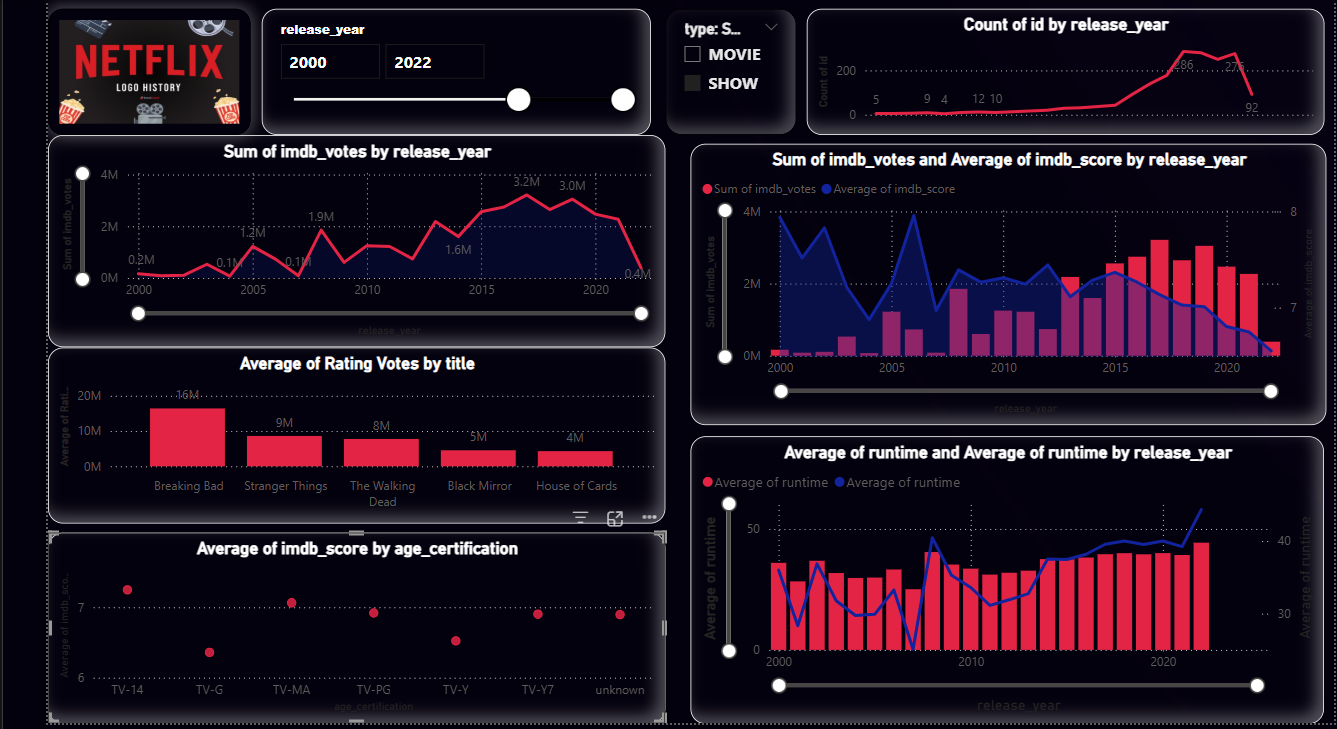 NETFLIX
LOGO HISTORY
release_year
2000
2022
type: S...
MOVIE
SHOW
Count of id by release_year
Count of id
200
0
5
9
4
12
10
286
276
92
Sum of imdb_votes by release_year
Sum of imdb_votes
4M
2M
0M
0.2M
0.1M
1.2M
0.1M
1.9M
1.6M
3.2M
3.0M
0.4M
2000
2005
2010
2015
2020
release_year
Sum of imdb_votes and Average of imdb_score by release_year
Sum of imdb_votes
Average of imdb_score
Sum of imdb_votes
4M
2M
0M
8
7
Average of imdb_score
2000
2005
2010
2015
2020
release_year
Average of Rating Votes by title
Average of Rati...
20M
10M
0M
16M
9M
8M
5M
4M
Breaking Bad
Stranger Things
The Walking
Dead
Black Mirror
House of Cards
Average of runtime and Average of runtime by release_year
Average of runtime
Average of runtime
Average of runtime
50
0
40
30
Average of runtime
2000
2010
2020
release_year
Average of imdb_score by age_certification
Average of imdb_sco...
7
6
TV-14
TV-G
TV-MA
TV-PG
TV-Y
TV-Y7
unknown
age_certification